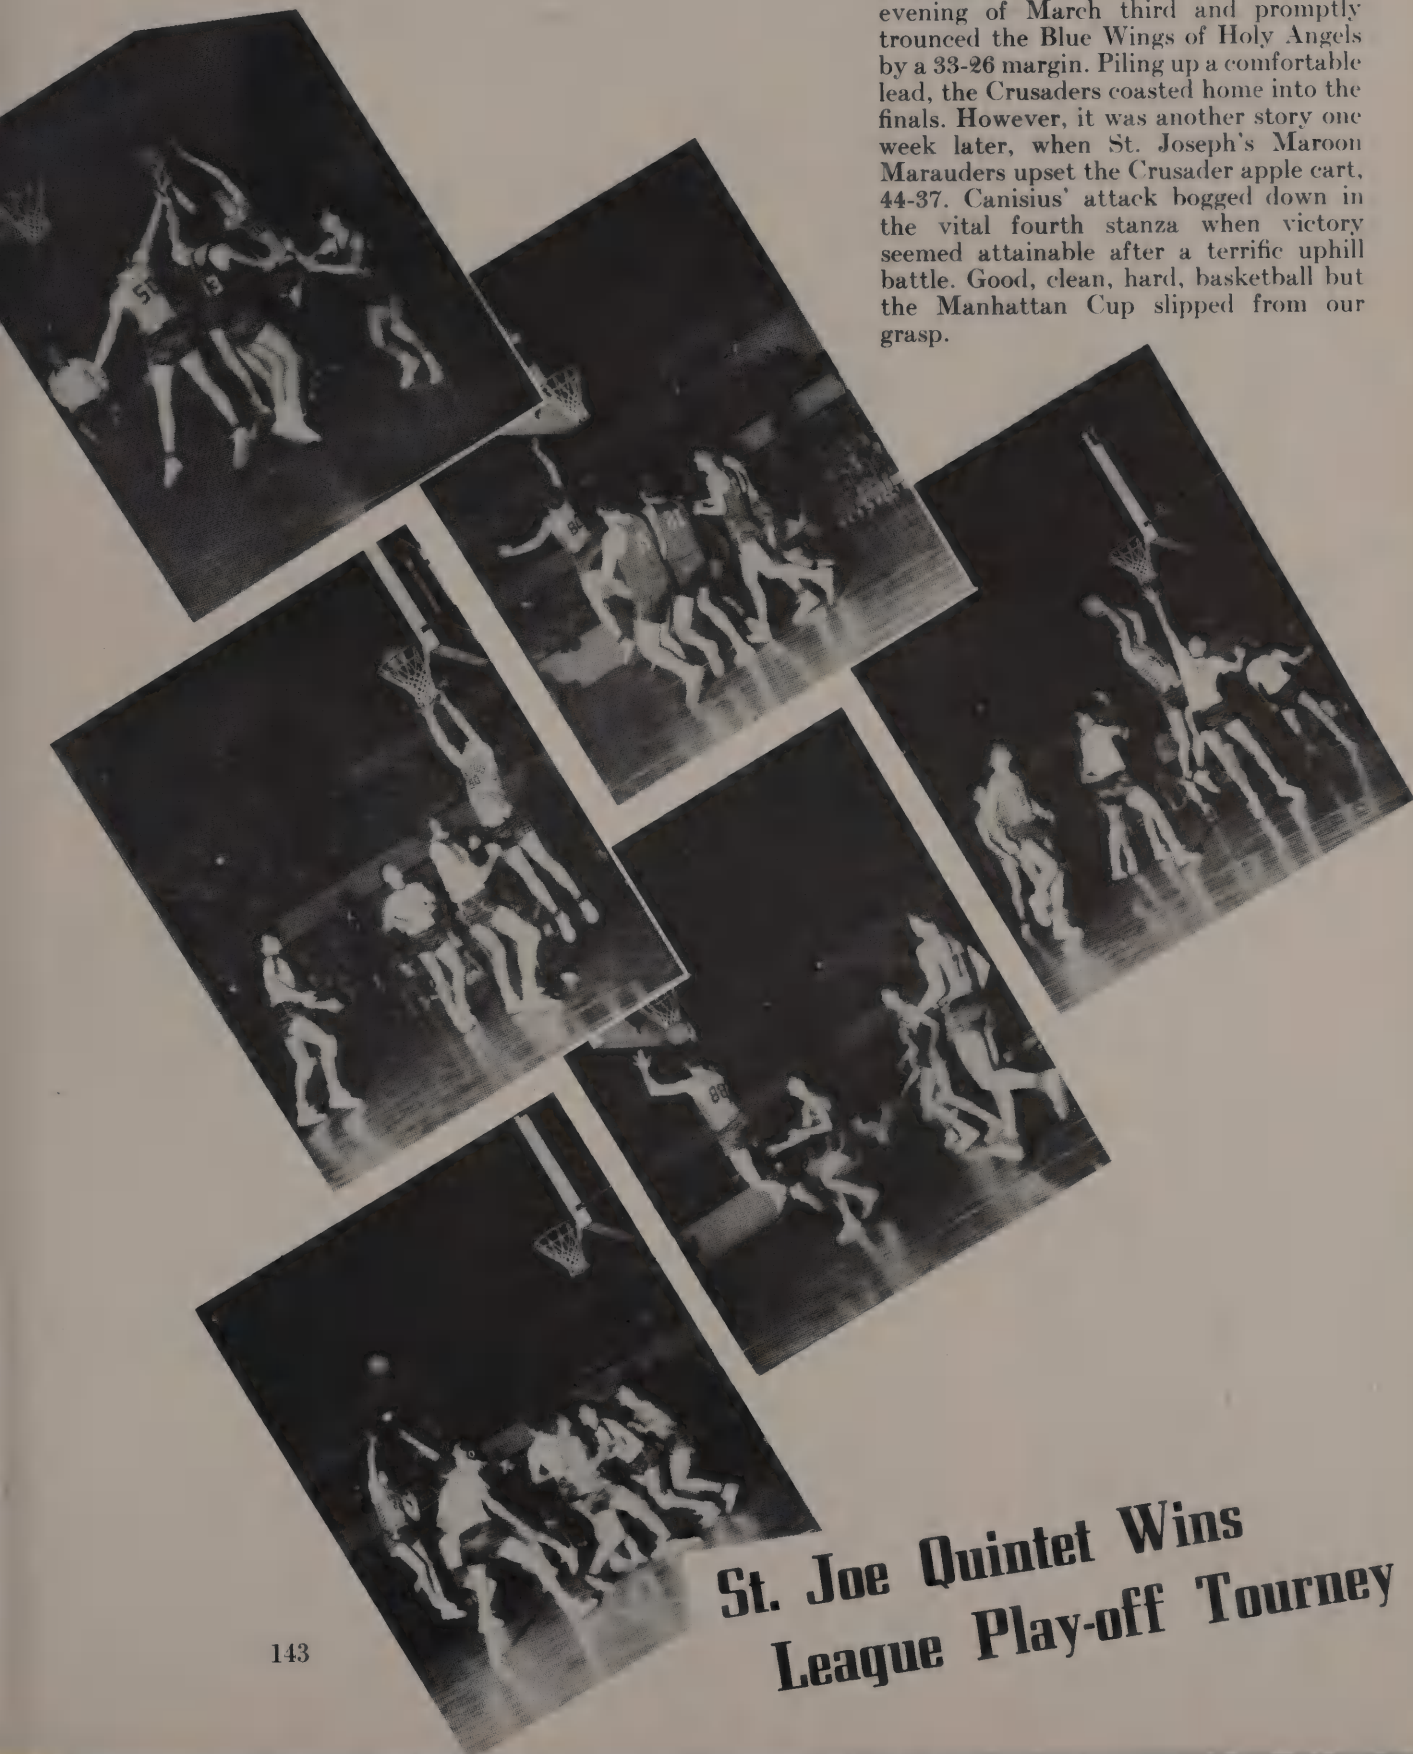 evening of March third and promptly
trounced the Blue Wings of Holy Angels
by a 33-26 margin. Piling up a comfortable
lead, the Crusaders coasted home into the
finals. However, it was another story one
week later, when St. Joseph's Maroon
Marauders upset the Crusader apple cart,
44-37. Canisius' attack bogged down in
the vital fourth stanza when victory
seemed attainable after a terrific uphill
battle. Good, clean, hard, basketball but
the Manhattan Cup slipped from our
grasp.
88
St. Joe Quintet Wins
League Play-off Tourney
143